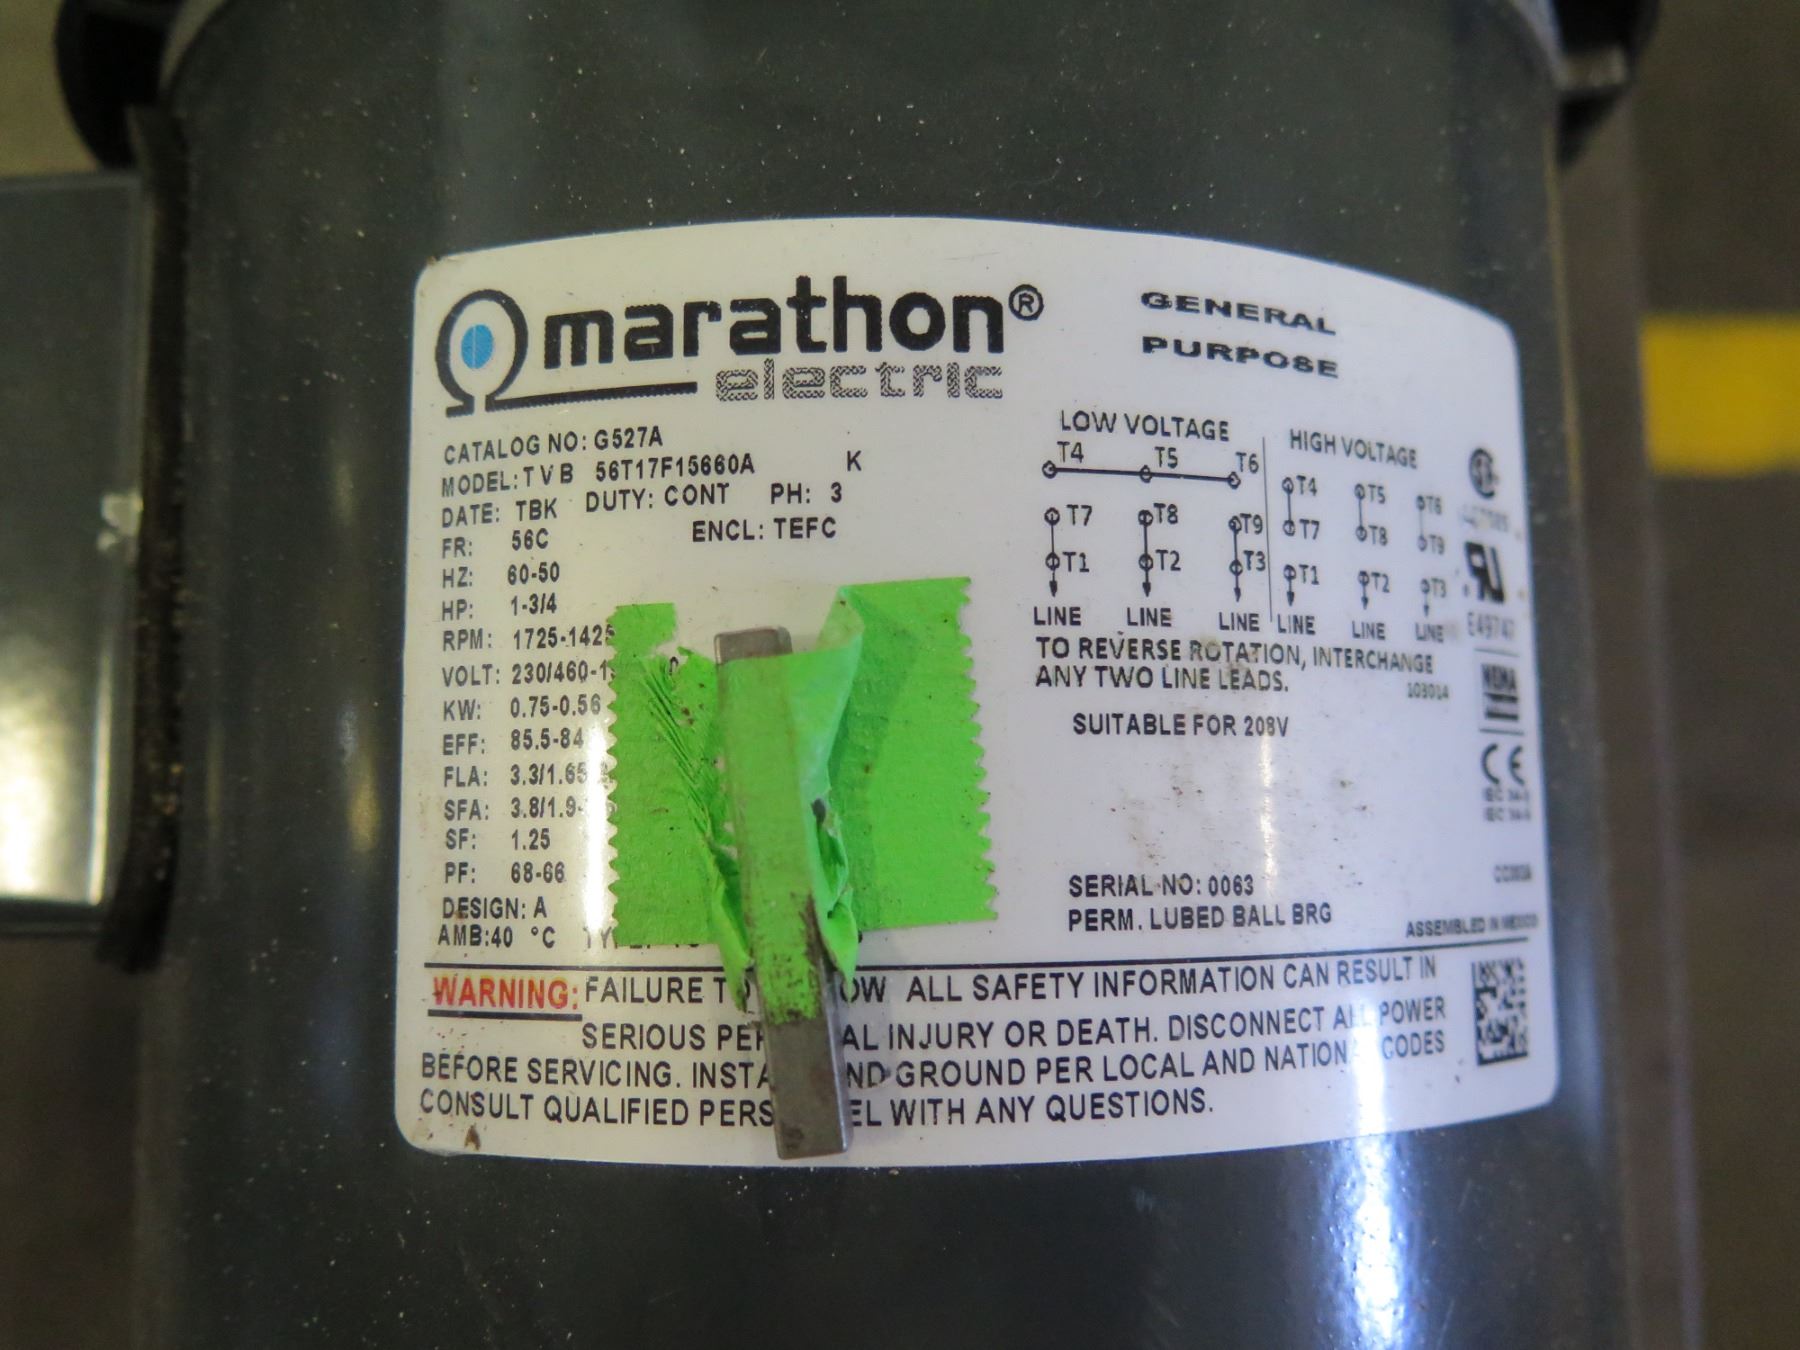 marathon®
electric
GENERAL
PURPOSE
CATALOG NO: G527A
MODEL: TVB 56T17F15660A K
DATE: TBK DUTY: CONT PH: 3
FR: 56C ENCL: TEFC
HZ: 60-50
HP: 1-3/4
RPM: 1725-1425
VOLT: 230/460-1
KW: 0.75-0.56
EFF: 85.5-84
FLA: 3.3/1.65
SFA: 3.8/1.9-
SF: 1.25
PF: 68-66
DESIGN: A
AMB:40 °C
LOW VOLTAGE
T4 T5 T6
T7 T8 T9
T1 T2 T3
LINE LINE LINE
HIGH VOLTAGE
T4 T5 T6
T7 T8 T9
T1 T2 T3
LINE LINE LINE
TO REVERSE ROTATION, INTERCHANGE
ANY TWO LINE LEADS.
103014
SUITABLE FOR 208V
E49747
NEMA
CE
SERIAL NO: 0063
PERM. LUBED BALL BRG
ASSEMBLED IN MEXICO
WARNING: FAILURE T OW ALL SAFETY INFORMATION CAN RESULT IN
SERIOUS PER AL INJURY OR DEATH. DISCONNECT ALL POWER
BEFORE SERVICING. INSTA ND GROUND PER LOCAL AND NATION CODES
CONSULT QUALIFIED PERS EL WITH ANY QUESTIONS.